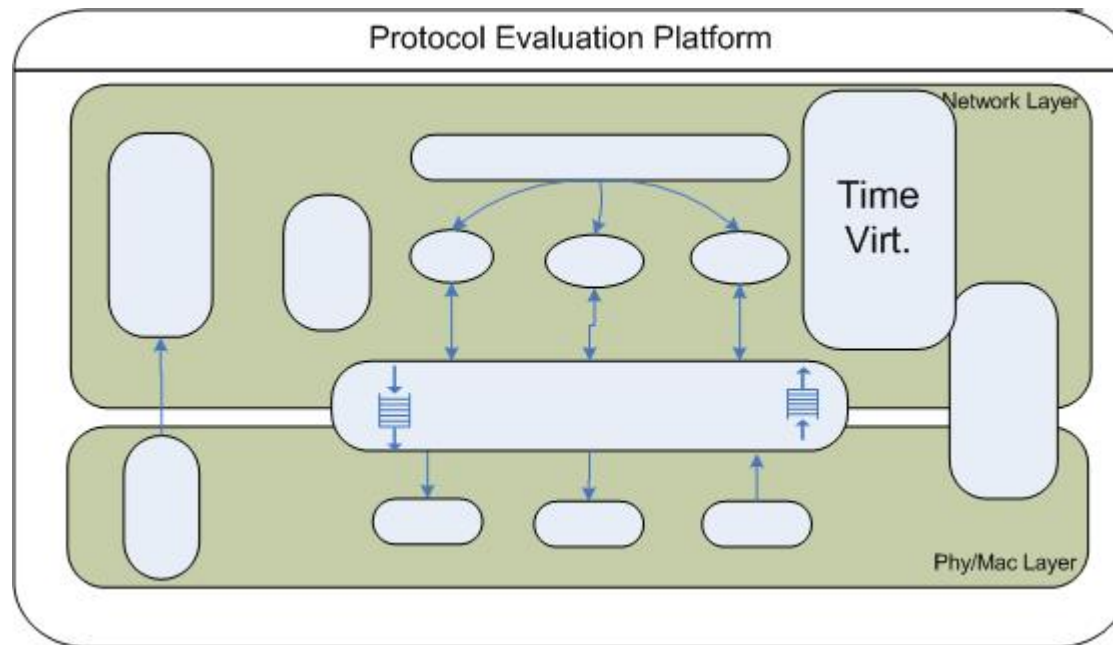 Protocol Evaluation Platform
Network Layer
Time
Virt.
Phy/Mac Layer